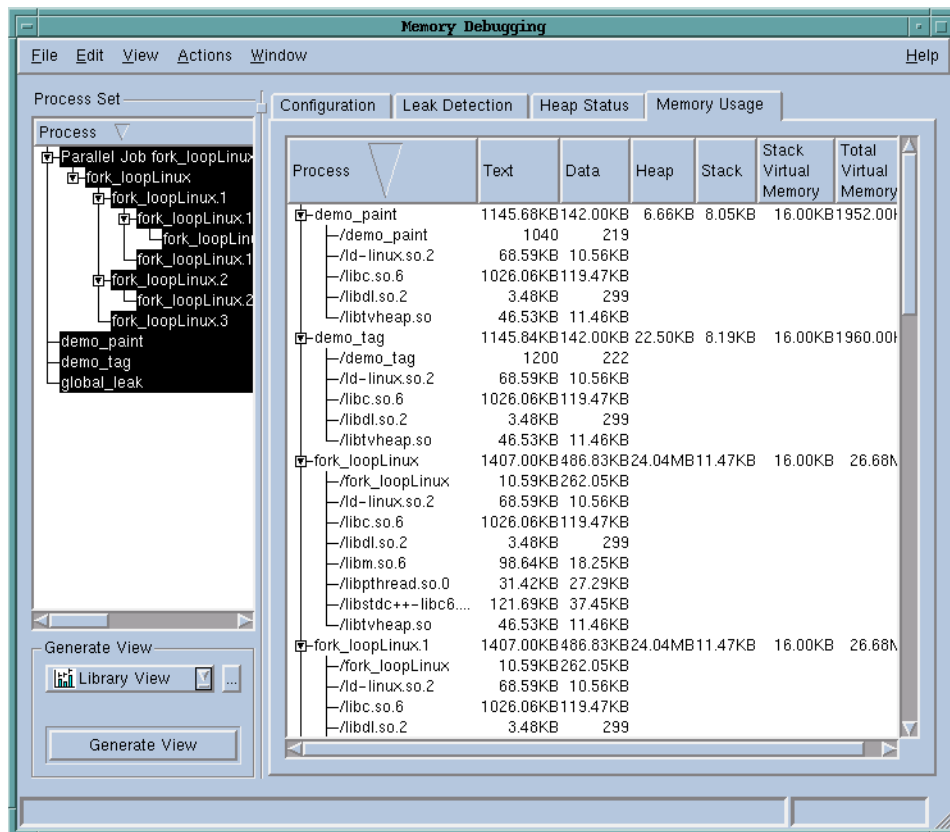 Memory Debugging
File Edit View Actions Window Help
Process Set
Process
Parallel Job fork_loopLinux
fork_loopLinux
fork_loopLinux.1
fork_loopLinux.1
fork_loopLin
fork_loopLinux.1
fork_loopLinux.2
fork_loopLinux.2
fork_loopLinux.3
demo_paint
demo_tag
global_leak
Generate View
Library View ...
Generate View
Configuration Leak Detection Heap Status Memory Usage
Process Text Data Heap Stack Stack Virtual Memory Total Virtual Memory
demo_paint 1145.68KB 142.00KB 6.66KB 8.05KB 16.00KB 1952.00
/demo_paint 1040 219
/ld-linux.so.2 68.59KB 10.56KB
/libc.so.6 1026.06KB 119.47KB
/libdl.so.2 3.48KB 299
/libtvheap.so 46.53KB 11.46KB
demo_tag 1145.84KB 142.00KB 22.50KB 8.19KB 16.00KB 1960.00
/demo_tag 1200 222
/ld-linux.so.2 68.59KB 10.56KB
/libc.so.6 1026.06KB 119.47KB
/libdl.so.2 3.48KB 299
/libtvheap.so 46.53KB 11.46KB
fork_loopLinux 1407.00KB 486.83KB 24.04MB 11.47KB 16.00KB 26.68M
/fork_loopLinux 10.59KB 262.05KB
/ld-linux.so.2 68.59KB 10.56KB
/libc.so.6 1026.06KB 119.47KB
/libdl.so.2 3.48KB 299
/libm.so.6 98.64KB 18.25KB
/libpthread.so.0 31.42KB 27.29KB
/libstdc++-libc6.... 121.69KB 37.45KB
/libtvheap.so 46.53KB 11.46KB
fork_loopLinux.1 1407.00KB 486.83KB 24.04MB 11.47KB 16.00KB 26.68M
/fork_loopLinux 10.59KB 262.05KB
/ld-linux.so.2 68.59KB 10.56KB
/libc.so.6 1026.06KB 119.47KB
/libdl.so.2 3.48KB 299